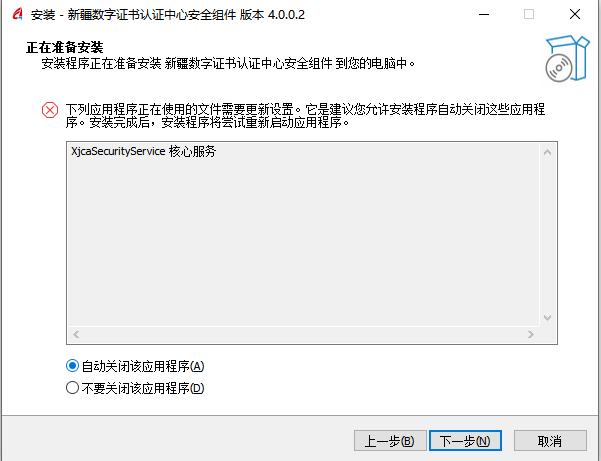 安装 - 新疆数字证书认证中心安全组件 版本 4.0.0.2
正在准备安装
安装程序正在准备安装 新疆数字证书认证中心安全组件 到您的电脑中。
下列应用程序正在使用的文件需要更新设置。它是建议您允许安装程序自动关闭这些应用程
序。安装完成后，安装程序将尝试重新启动应用程序。
XjcaSecurityService 核心服务
自动关闭该应用程序(A)
不要关闭该应用程序(D)
上一步(B) 下一步(N) 取消